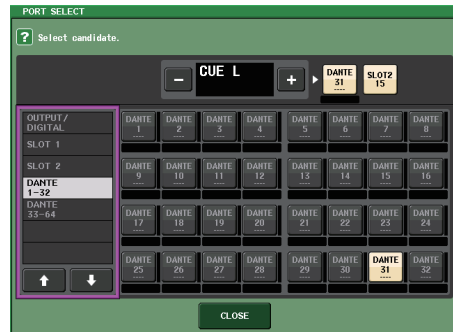 PORT SELECT
? Select candidate.
− CUE L + DANTE 31 ---- SLOT2 15
OUTPUT/
DIGITAL
SLOT 1
SLOT 2
DANTE
1-32
DANTE
33-64
DANTE 1 ---- DANTE 2 ---- DANTE 3 ---- DANTE 4 ---- DANTE 5 ---- DANTE 6 ---- DANTE 7 ---- DANTE 8 ----
DANTE 9 ---- DANTE 10 ---- DANTE 11 ---- DANTE 12 ---- DANTE 13 ---- DANTE 14 ---- DANTE 15 ---- DANTE 16 ----
DANTE 17 ---- DANTE 18 ---- DANTE 19 ---- DANTE 20 ---- DANTE 21 ---- DANTE 22 ---- DANTE 23 ---- DANTE 24 ----
DANTE 25 ---- DANTE 26 ---- DANTE 27 ---- DANTE 28 ---- DANTE 29 ---- DANTE 30 ---- DANTE 31 ---- DANTE 32 ----
CLOSE